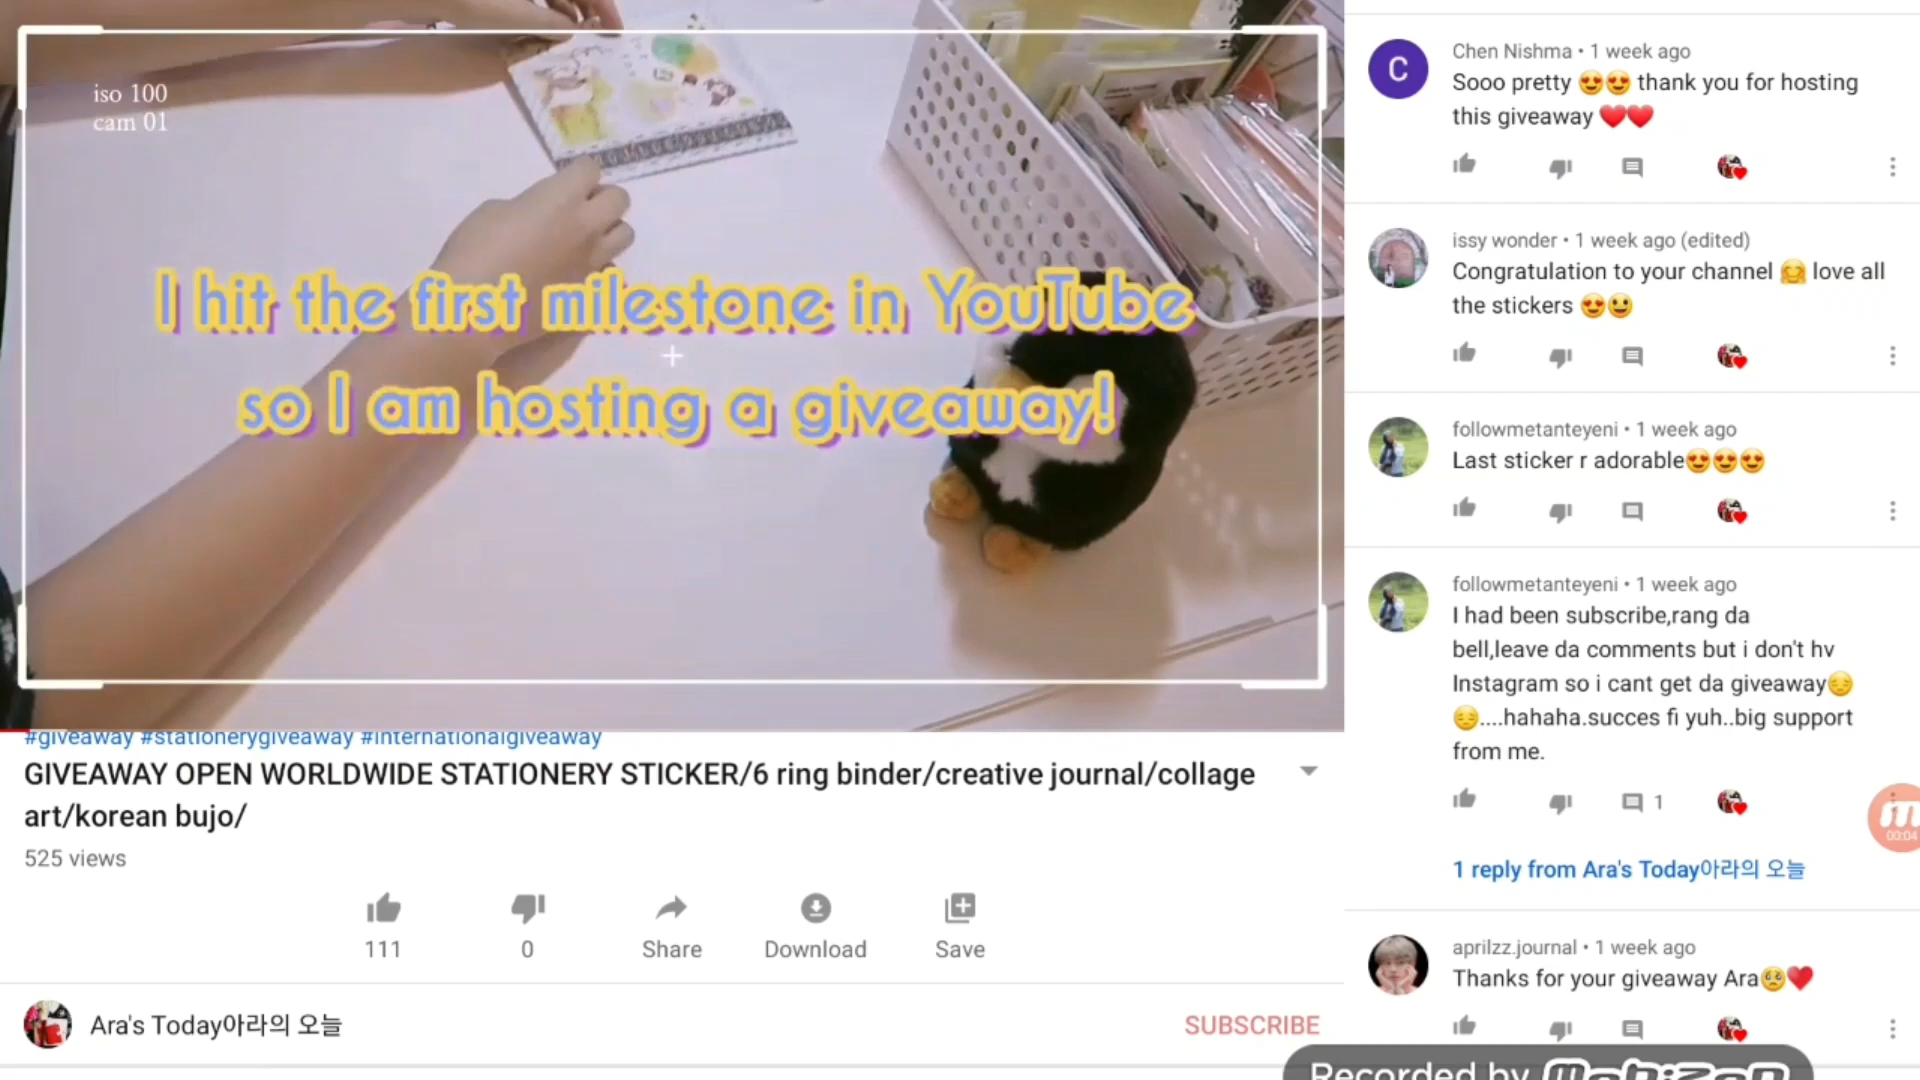 iso 100
cam 01
I hit the first milestone in YouTube
so I am hosting a giveaway!
#giveaway #stationerygiveaway #internationalgiveaway
GIVEAWAY OPEN WORLDWIDE STATIONERY STICKER/6 ring binder/creative journal/collage
art/korean bujo/
525 views
111
0
Share
Download
Save
Ara's Today아라의 오늘
SUBSCRIBE
C
Chen Nishma • 1 week ago
Sooo pretty 😍😍 thank you for hosting
this giveaway ❤️❤️
issy wonder • 1 week ago (edited)
Congratulation to your channel 🤗 love all
the stickers 😍😃
followmetanteyeni • 1 week ago
Last sticker r adorable😍😍😍
followmetanteyeni • 1 week ago
I had been subscribe,rang da
bell,leave da comments but i don't hv
Instagram so i cant get da giveaway😔
😔....hahaha.succes fi yuh..big support
from me.
1
00:04
1 reply from Ara's Today아라의 오늘
aprilzz.journal • 1 week ago
Thanks for your giveaway Ara🥺♥️
Recorded by Mobizen